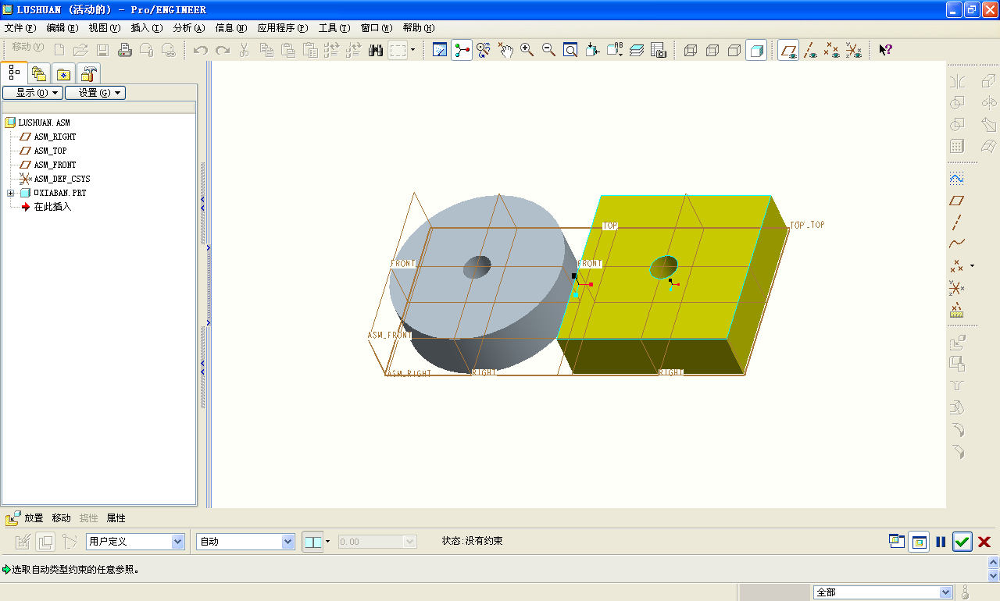 LUSHUAN (活动的) - Pro/ENGINEER
文件(F) 编辑(E) 视图(V) 插入(I) 分析(A) 信息(N) 应用程序(P) 工具(T) 窗口(W) 帮助(H)
移动(V)
AB
显示(O) 设置(G)
LUSHUAN.ASM
ASM_RIGHT
ASM_TOP
ASM_FRONT
ASM_DEF_CSYS
XIABAN.PRT
在此插入
TOP
FRONT
FRONT
ASM_FRONT
ASM_RIGHT
RIGHT
RIGHT
放置 移动 挠性 属性
用户定义 自动 0.00 状态:没有约束
选取自动类型约束的任意参照。
全部